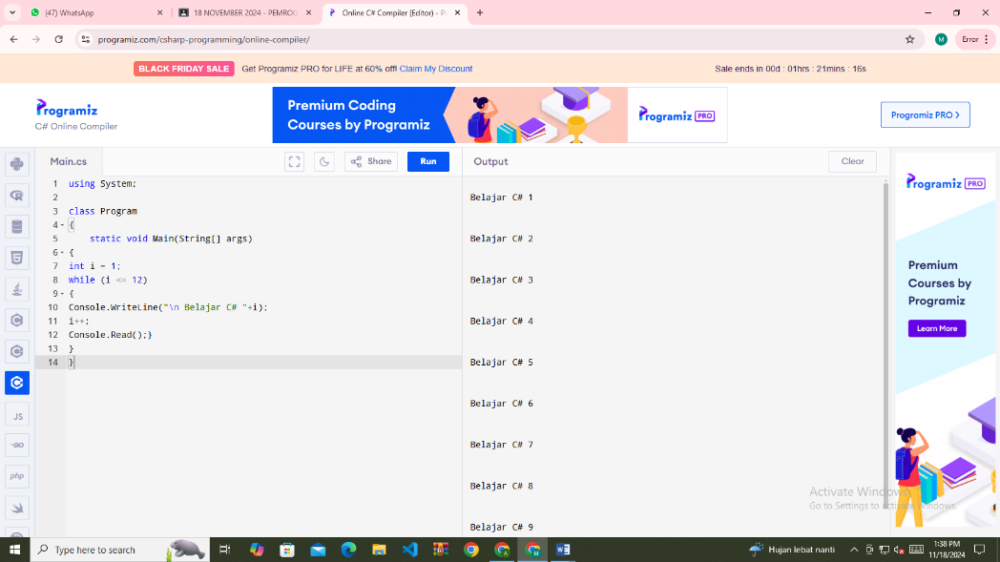 (47) WhatsApp
18 NOVEMBER 2024 - PEMROG
Online C# Compiler (Editor) - P
programiz.com/csharp-programming/online-compiler/
M
Error
BLACK FRIDAY SALE Get Programiz PRO for LIFE at 60% off! Claim My Discount
Sale ends in 00d : 01hrs : 21mins : 16s
Programiz
C# Online Compiler
Premium Coding
Courses by Programiz
Programiz PRO
Programiz PRO
Main.cs
Share
Run
Output
Clear
1 using System;
2
3 class Program
4 {
5 static void Main(String[] args)
6 {
7 int i = 1;
8 while (i <= 12)
9 {
10 Console.WriteLine("\n Belajar C# "+i);
11 i++;
12 Console.Read();}
13 }
14 }
Belajar C# 1
Belajar C# 2
Belajar C# 3
Belajar C# 4
Belajar C# 5
Belajar C# 6
Belajar C# 7
Belajar C# 8
Belajar C# 9
JS
GO
php
Programiz PRO
Premium
Courses by
Programiz
Learn More
Activate Windows
Go to Settings to activate Windows.
Type here to search
Hujan lebat nanti
1:38 PM
11/18/2024